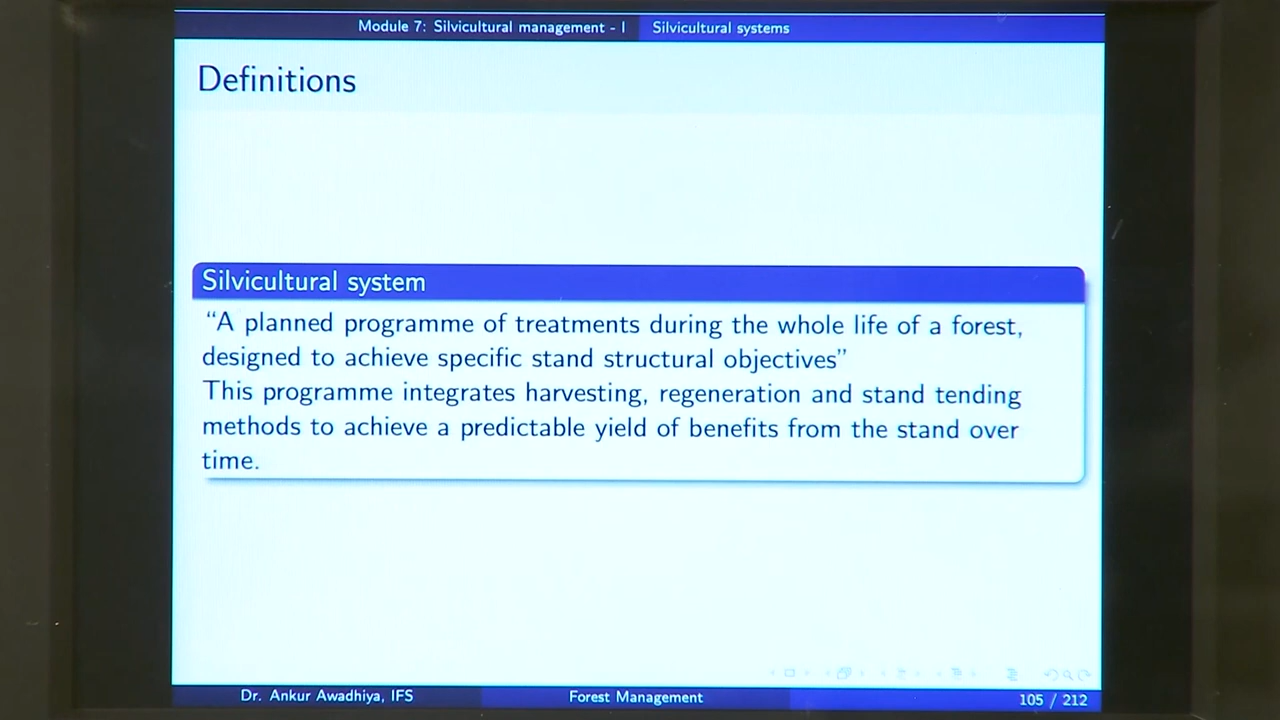 Module 7: Silvicultural management - I Silvicultural systems
Definitions
Silvicultural system
“A planned programme of treatments during the whole life of a forest,
designed to achieve specific stand structural objectives”
This programme integrates harvesting, regeneration and stand tending
methods to achieve a predictable yield of benefits from the stand over
time.
Dr. Ankur Awadhiya, IFS Forest Management 105 / 212